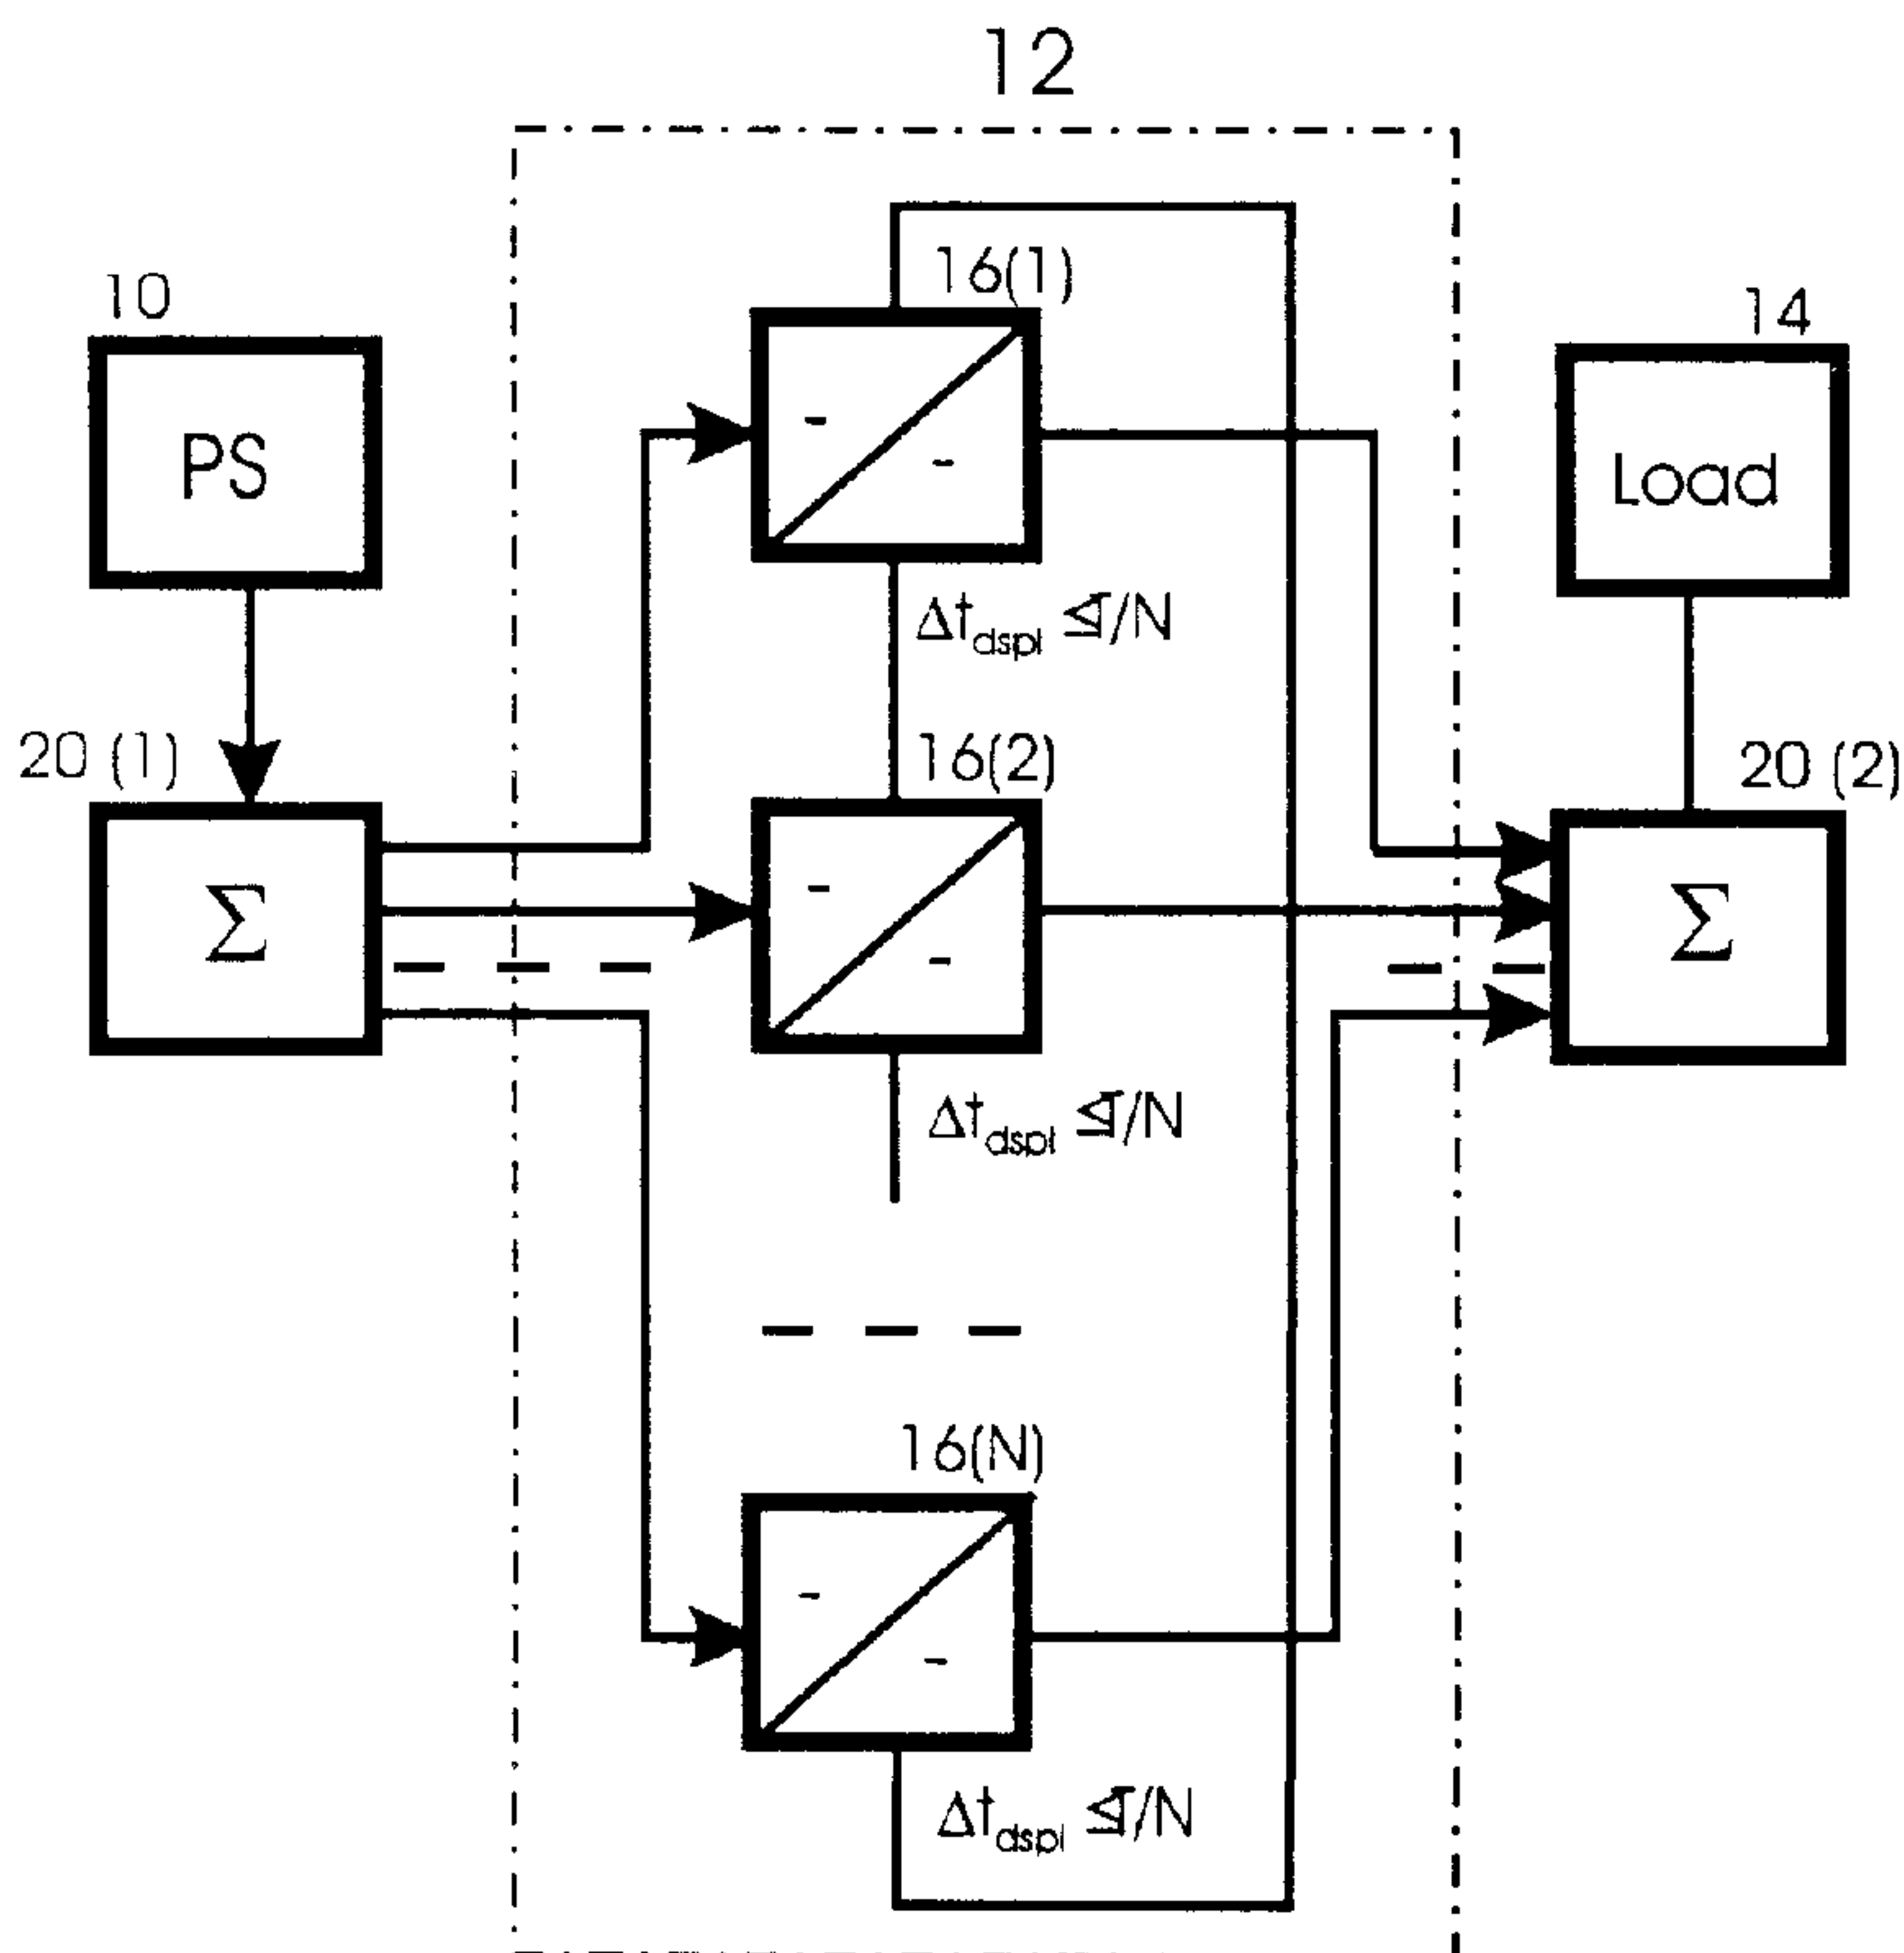 12
16(1)
10
14
PS
Load
Δt_dspl ≤T/N
20 (1)
16(2)
20 (2)
Σ
Σ
Δt_dspl ≤T/N
16(N)
Δt_dspl ≤T/N